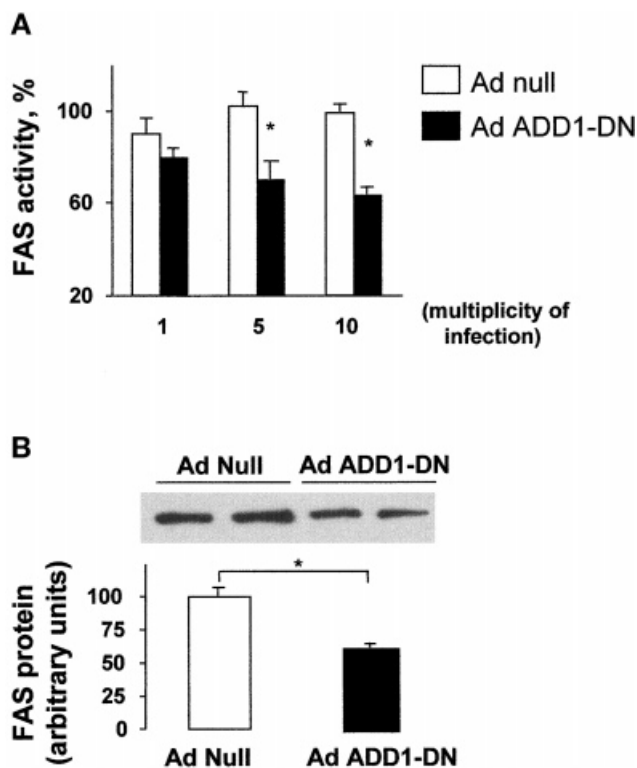 A
FAS activity, %
100
60
20
*
*
Ad null
Ad ADD1-DN
1 5 10
(multiplicity of
infection)
B
Ad Null Ad ADD1-DN
FAS protein
(arbitrary units)
100
75
50
25
0
*
Ad Null Ad ADD1-DN